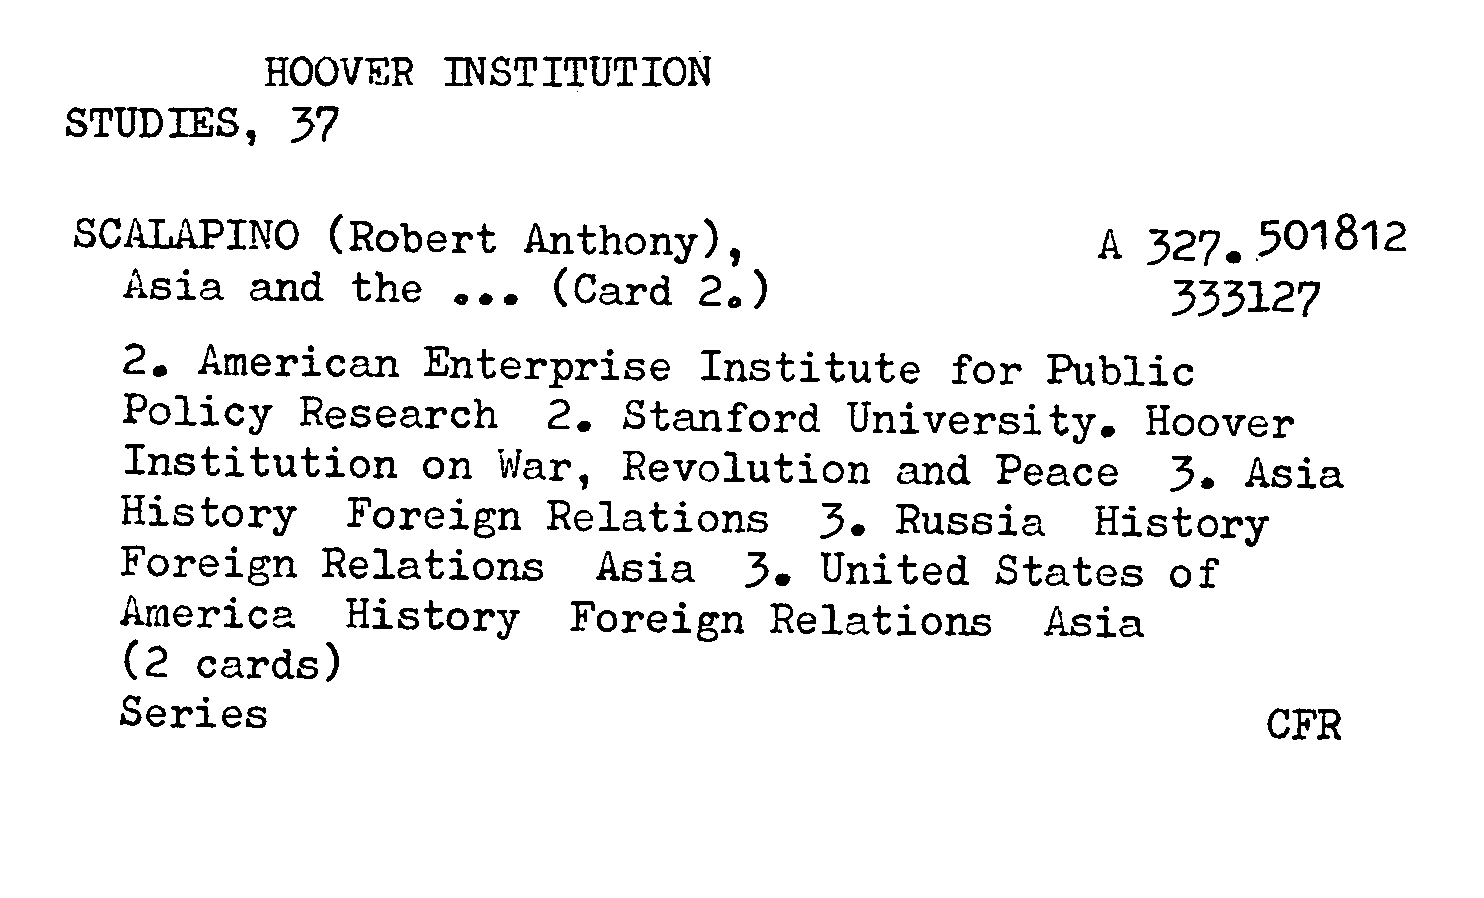 HOOVER INSTITUTION
STUDIES, 37
SCALAPINO (Robert Anthony), A 327.501812
Asia and the ... (Card 2.) 333127
2. American Enterprise Institute for Public
Policy Research 2. Stanford University. Hoover
Institution on War, Revolution and Peace 3. Asia
History Foreign Relations 3. Russia History
Foreign Relations Asia 3. United States of
America History Foreign Relations Asia
(2 cards)
Series CFR